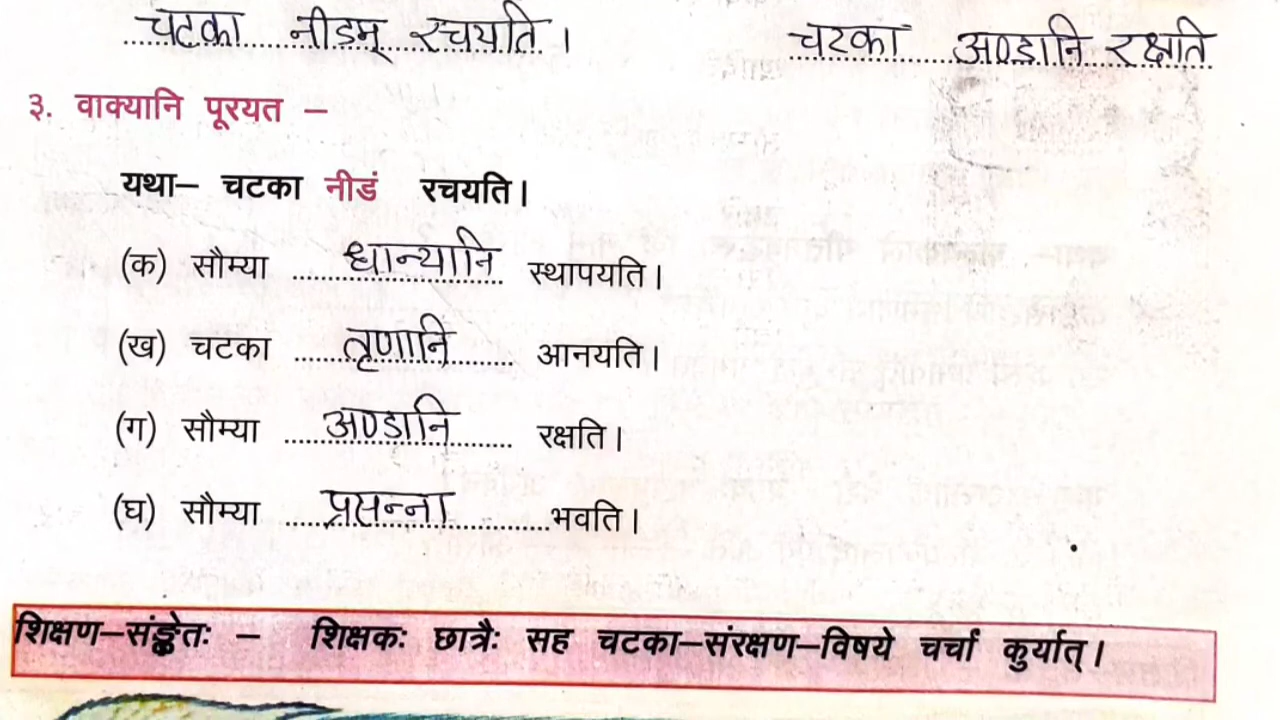 चटका नीडम् रचयति । चटका अण्डानि रक्षति
३. वाक्यानि पूरयत –
यथा– चटका नीडं रचयति।
(क) सौम्या धान्यानि स्थापयति।
(ख) चटका तृणानि आनयति।
(ग) सौम्या अण्डानि रक्षति।
(घ) सौम्या प्रसन्ना भवति।
शिक्षण–संङ्केतः – शिक्षकः छात्रैः सह चटका–संरक्षण–विषये चर्चां कुर्यात्।